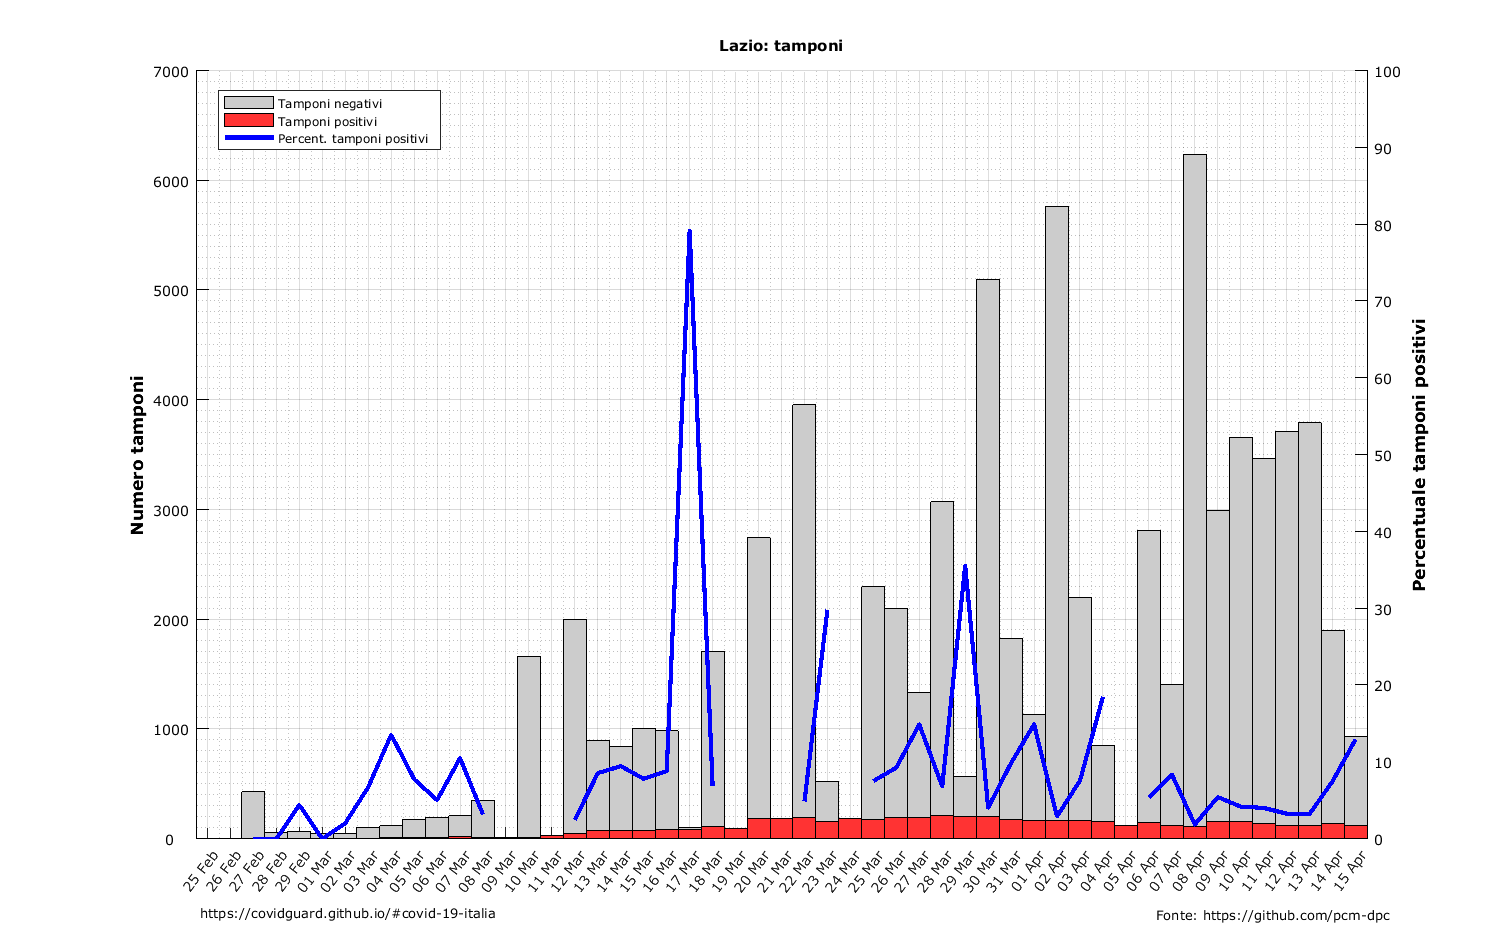 Lazio: tamponi
Tamponi negativi
Tamponi positivi
Percent. tamponi positivi
Numero tamponi
7000
6000
5000
4000
3000
2000
1000
0
Percentuale tamponi positivi
100
90
80
70
60
50
40
30
20
10
0
25 Feb
26 Feb
27 Feb
28 Feb
29 Feb
01 Mar
02 Mar
03 Mar
04 Mar
05 Mar
06 Mar
07 Mar
08 Mar
09 Mar
10 Mar
11 Mar
12 Mar
13 Mar
14 Mar
15 Mar
16 Mar
17 Mar
18 Mar
19 Mar
20 Mar
21 Mar
22 Mar
23 Mar
24 Mar
25 Mar
26 Mar
27 Mar
28 Mar
29 Mar
30 Mar
31 Mar
01 Apr
02 Apr
03 Apr
04 Apr
05 Apr
06 Apr
07 Apr
08 Apr
09 Apr
10 Apr
11 Apr
12 Apr
13 Apr
14 Apr
15 Apr
https://covidguard.github.io/#covid-19-italia
Fonte: https://github.com/pcm-dpc